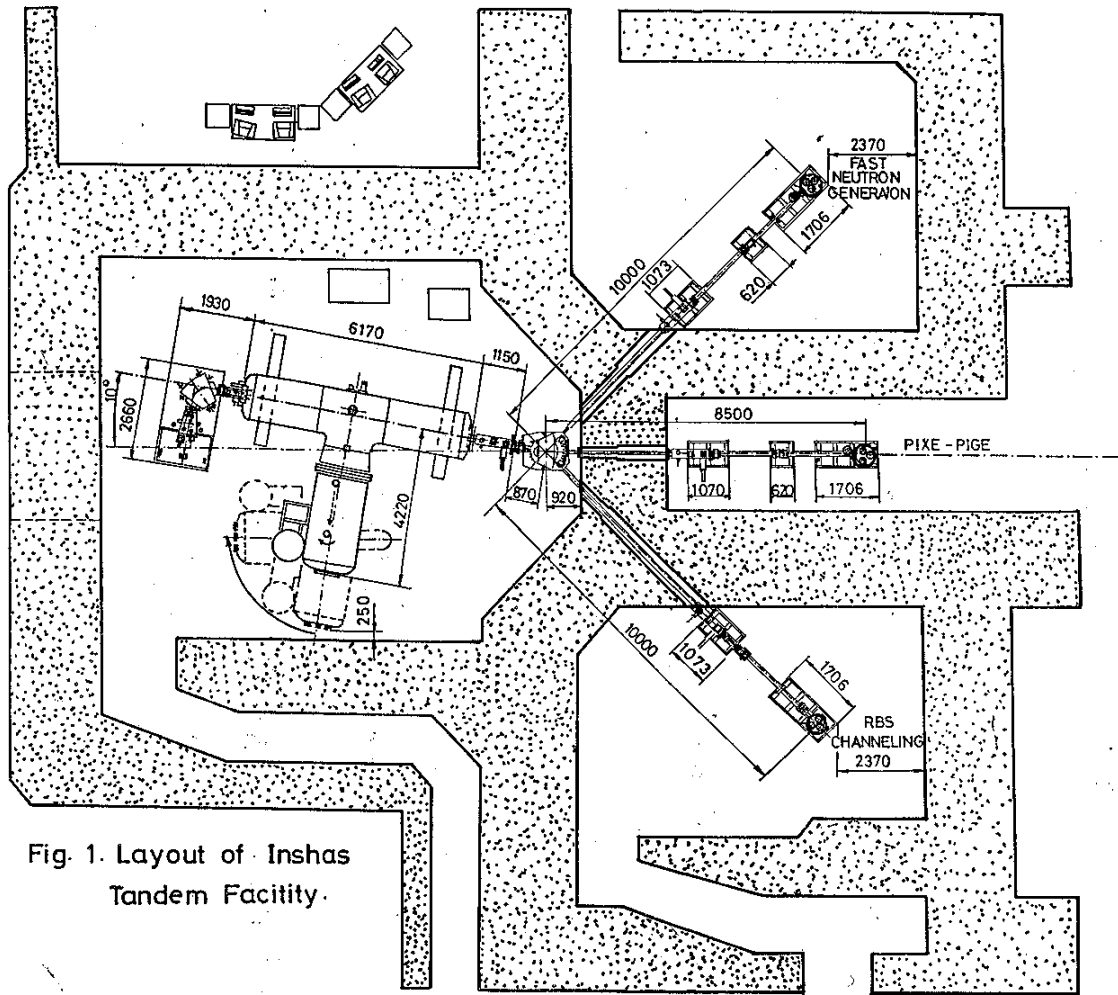 2370
FAST
NEUTRON
GENERAION
1706
10000
1073
620
1930
6170
1150
10°
2660
8500
PIXE-PIGE
870
920
1070
620
1706
4220
250
10000
1073
1706
RBS
CHANNELING
2370
Fig. 1. Layout of Inshas
Tandem Facitity.